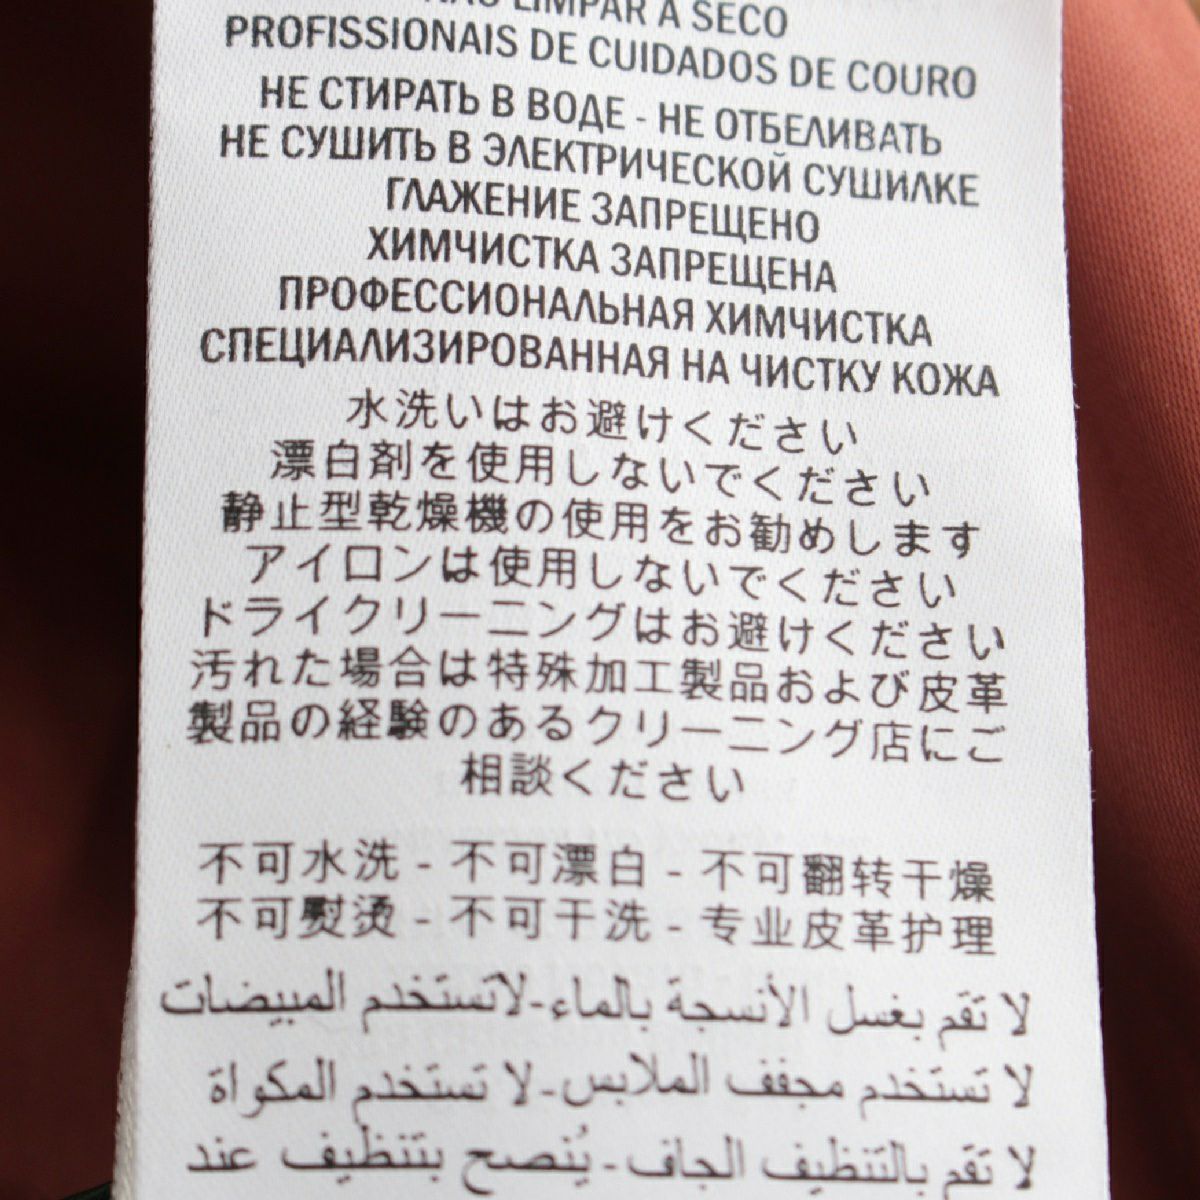 LIMPAR A SECO
PROFISSIONAIS DE CUIDADOS DE COURO
НЕ СТИРАТЬ В ВОДЕ - НЕ ОТБЕЛИВАТЬ
НЕ СУШИТЬ В ЭЛЕКТРИЧЕСКОЙ СУШИЛКЕ
ГЛАЖЕНИЕ ЗАПРЕЩЕНО
ХИМЧИСТКА ЗАПРЕЩЕНА
ПРОФЕССИОНАЛЬНАЯ ХИМЧИСТКА
СПЕЦИАЛИЗИРОВАННАЯ НА ЧИСТКУ КОЖА
水洗いはお避けください
漂白剤を使用しないでください
静止型乾燥機の使用をお勧めします
アイロンは使用しないでください
ドライクリーニングはお避けください
汚れた場合は特殊加工製品および皮革
製品の経験のあるクリーニング店にご
相談ください
不可水洗 - 不可漂白 - 不可翻转干燥
不可熨烫 - 不可干洗 - 专业皮革护理
لا تقم بغسل الأنسجة بالماء-لاتستخدم المبيضات
لا تستخدم مجفف الملابس-لا تستخدم المكواة
لا تقم بالتنظيف الجاف-يُنصح بتنظيف عند